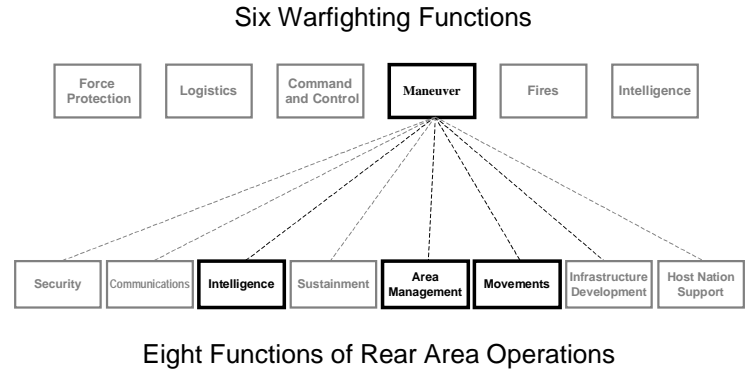 Six Warfighting Functions
Force
Protection
Logistics
Command
and Control
Maneuver
Fires
Intelligence
Security
Communications
Intelligence
Sustainment
Area
Management
Movements
Infrastructure
Development
Host Nation
Support
Eight Functions of Rear Area Operations